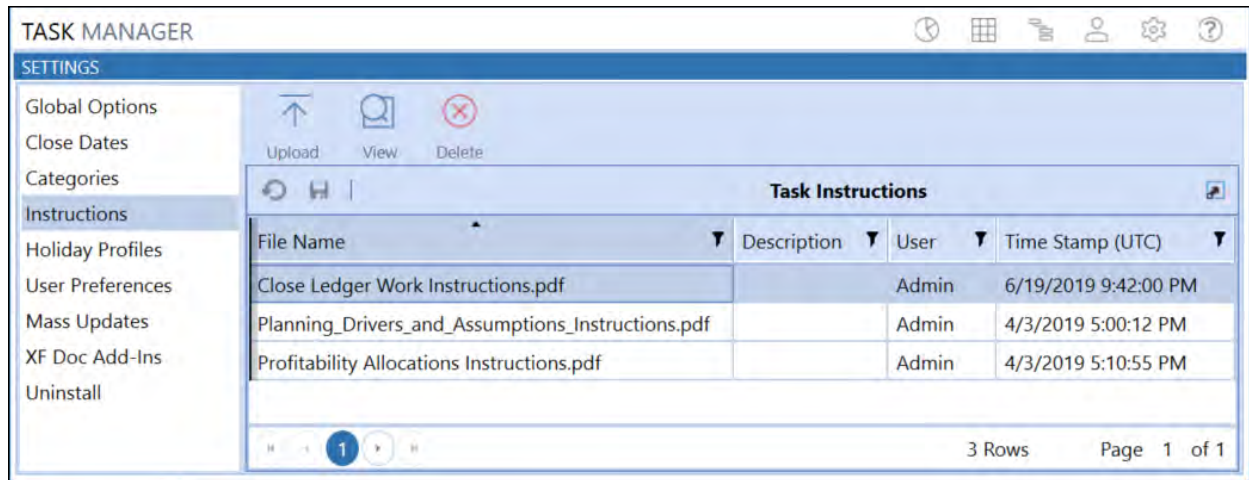 TASK MANAGER
SETTINGS
Global Options
Close Dates
Categories
Instructions
Holiday Profiles
User Preferences
Mass Updates
XF Doc Add-Ins
Uninstall
Upload View Delete
Task Instructions
File Name Description User Time Stamp (UTC)
Close Ledger Work Instructions.pdf Admin 6/19/2019 9:42:00 PM
Planning_Drivers_and_Assumptions_Instructions.pdf Admin 4/3/2019 5:00:12 PM
Profitability Allocations Instructions.pdf Admin 4/3/2019 5:10:55 PM
1 3 Rows Page 1 of 1